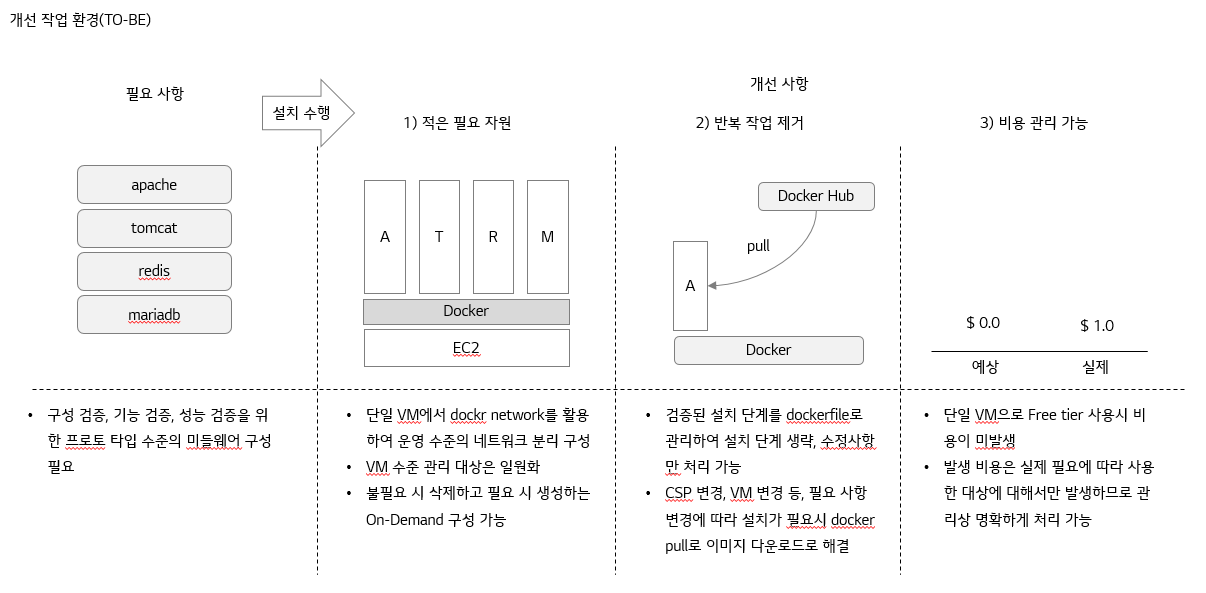 개선 작업 환경(TO-BE)
필요 사항
설치 수행
개선 사항
1) 적은 필요 자원
2) 반복 작업 제거
3) 비용 관리 가능
apache
tomcat
redis
mariadb
A
T
R
M
Docker
EC2
Docker Hub
pull
A
Docker
$ 0.0
$ 1.0
예상
실제
• 구성 검증, 기능 검증, 성능 검증을 위
한 프로토 타입 수준의 미들웨어 구성
필요
• 단일 VM에서 dockr network를 활용
하여 운영 수준의 네트워크 분리 구성
• VM 수준 관리 대상은 일원화
• 불필요 시 삭제하고 필요 시 생성하는
On-Demand 구성 가능
• 검증된 설치 단계를 dockerfile로
관리하여 설치 단계 생략, 수정사항
만 처리 가능
• CSP 변경, VM 변경 등, 필요 사항
변경에 따라 설치가 필요시 docker
pull로 이미지 다운로드로 해결
• 단일 VM으로 Free tier 사용시 비
용이 미발생
• 발생 비용은 실제 필요에 따라 사용
한 대상에 대해서만 발생하므로 관
리상 명확하게 처리 가능